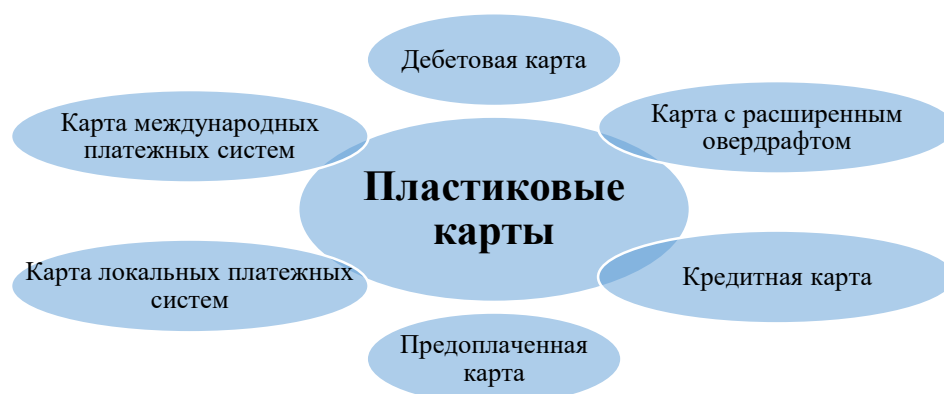 Дебетовая карта
Карта международных
платежных систем
Карта с расширенным
овердрафтом
Пластиковые
карты
Карта локальных платежных
систем
Кредитная карта
Предоплаченная
карта